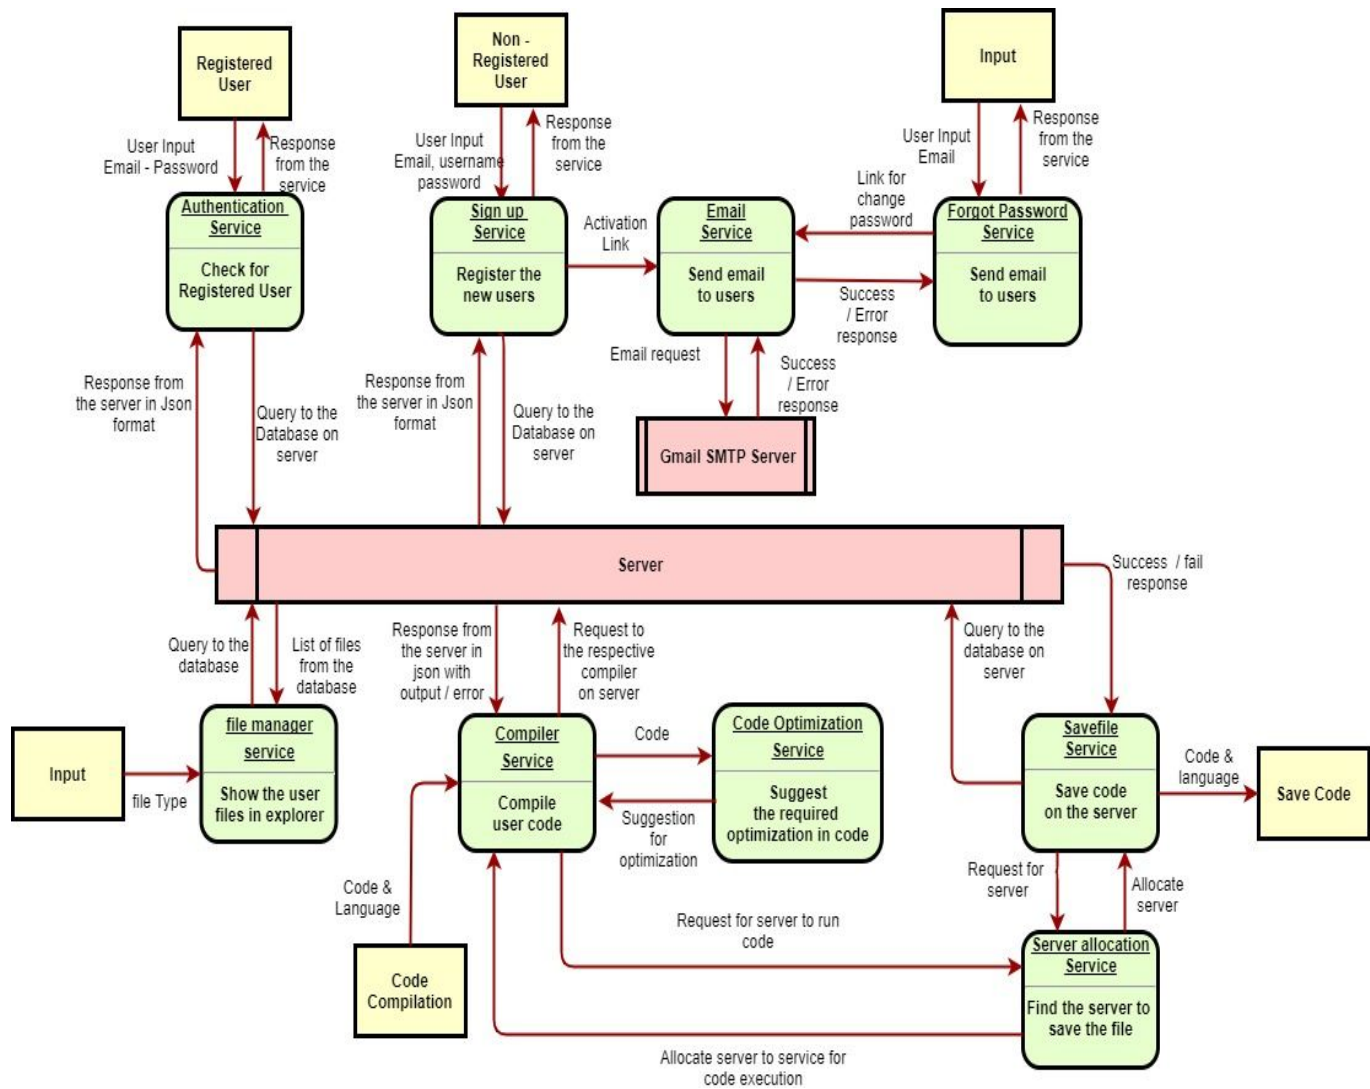 Registered
User
Non -
Registered
User
Input
User Input
Email - Password
Response
from the
service
User Input
Email, username
password
Response
from the
service
User Input
Email
Response
from the
service
Link for
change
password
Authentication
Service
Check for
Registered User
Sign up
Service
Register the
new users
Activation
Link
Email
Service
Send email
to users
Success
/ Error
response
Forgot Password
Service
Send email
to users
Response from
the server in Json
format
Query to the
Database on
server
Response from
the server in Json
format
Query to the
Database on
server
Email request
Success
/ Error
response
Gmail SMTP Server
Server
Success / fail
response
Query to the
database
List of files
from the
database
Response from
the server in
json with
output / error
Request to
the respective
compiler
on server
Query to the
database on
server
Input
file Type
file manager
service
Show the user
files in explorer
Compiler
Service
Compile
user code
Code
Suggestion
for
optimization
Code Optimization
Service
Suggest
the required
optimization in code
Savefile
Service
Save code
on the server
Code &
language
Save Code
Code &
Language
Code
Compilation
Request for server to run
code
Request for
server
Allocate
server
Server allocation
Service
Find the server to
save the file
Allocate server to service for
code execution